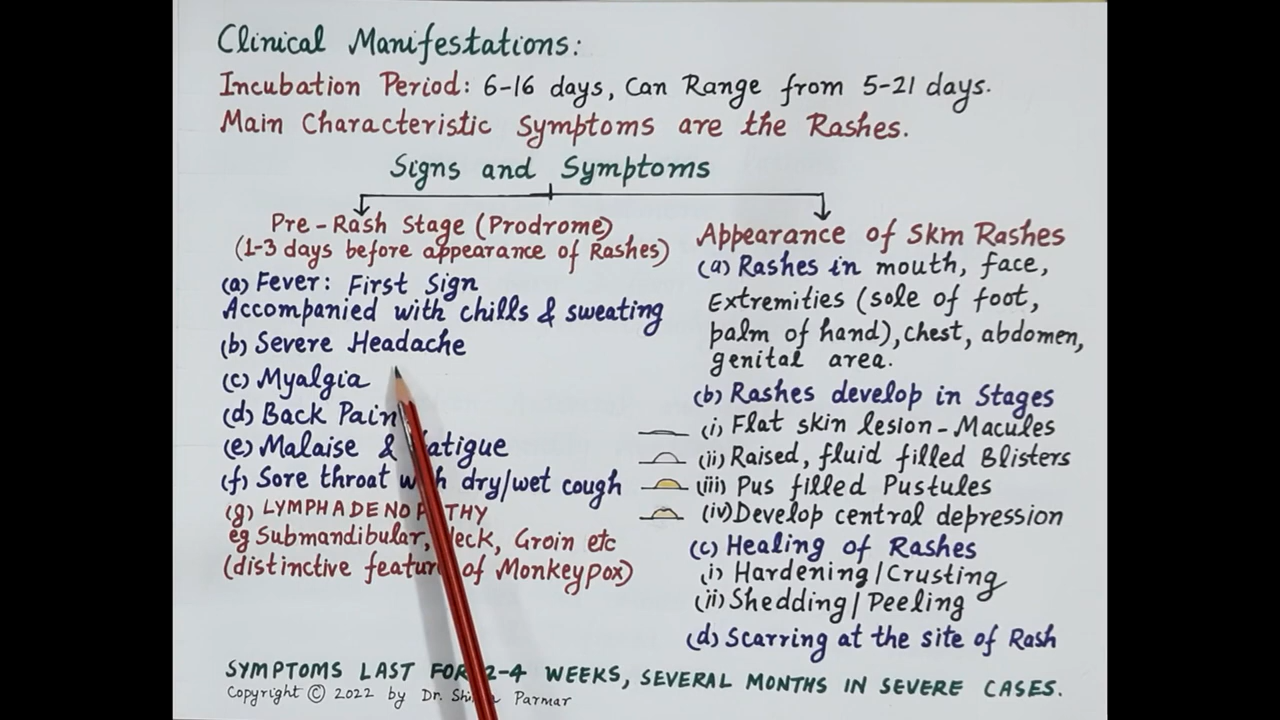 Clinical Manifestations:
Incubation Period: 6-16 days, Can Range from 5-21 days.
Main Characteristic Symptoms are the Rashes.
Signs and Symptoms
Pre-Rash Stage (Prodrome)
(1-3 days before appearance of Rashes)
(a) Fever: First Sign
Accompanied with chills & sweating
(b) Severe Headache
(c) Myalgia
(d) Back Pain
(e) Malaise & Fatigue
(f) Sore throat with dry/wet cough
(g) LYMPHADENOPATHY
eg Submandibular, Neck, Groin etc
(distinctive feature of Monkeypox)
Appearance of Skin Rashes
(a) Rashes in mouth, face,
Extremities (sole of foot,
palm of hand), chest, abdomen,
genital area.
(b) Rashes develop in Stages
(i) Flat skin lesion - Macules
(ii) Raised, fluid filled Blisters
(iii) Pus filled Pustules
(iv) Develop central depression
(c) Healing of Rashes
(i) Hardening/Crusting
(ii) Shedding/Peeling
(d) Scarring at the site of Rash
SYMPTOMS LAST FOR 2-4 WEEKS, SEVERAL MONTHS IN SEVERE CASES.
Copyright © 2022 by Dr. Parmar